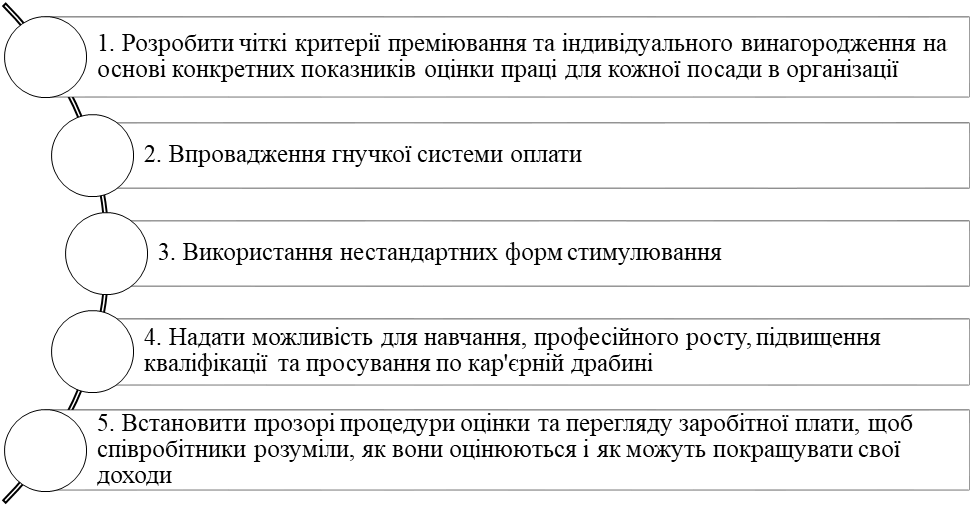 1. Розробити чіткі критерії преміювання та індивідуального винагородження на
основі конкретних показників оцінки праці для кожної посади в організації
2. Впровадження гнучкої системи оплати
3. Використання нестандартних форм стимулювання
4. Надати можливість для навчання, професійного росту, підвищення
кваліфікації та просування по кар'єрній драбині
5. Встановити прозорі процедури оцінки та перегляду заробітної плати, щоб
співробітники розуміли, як вони оцінюються і як можуть покращувати свої
доходи